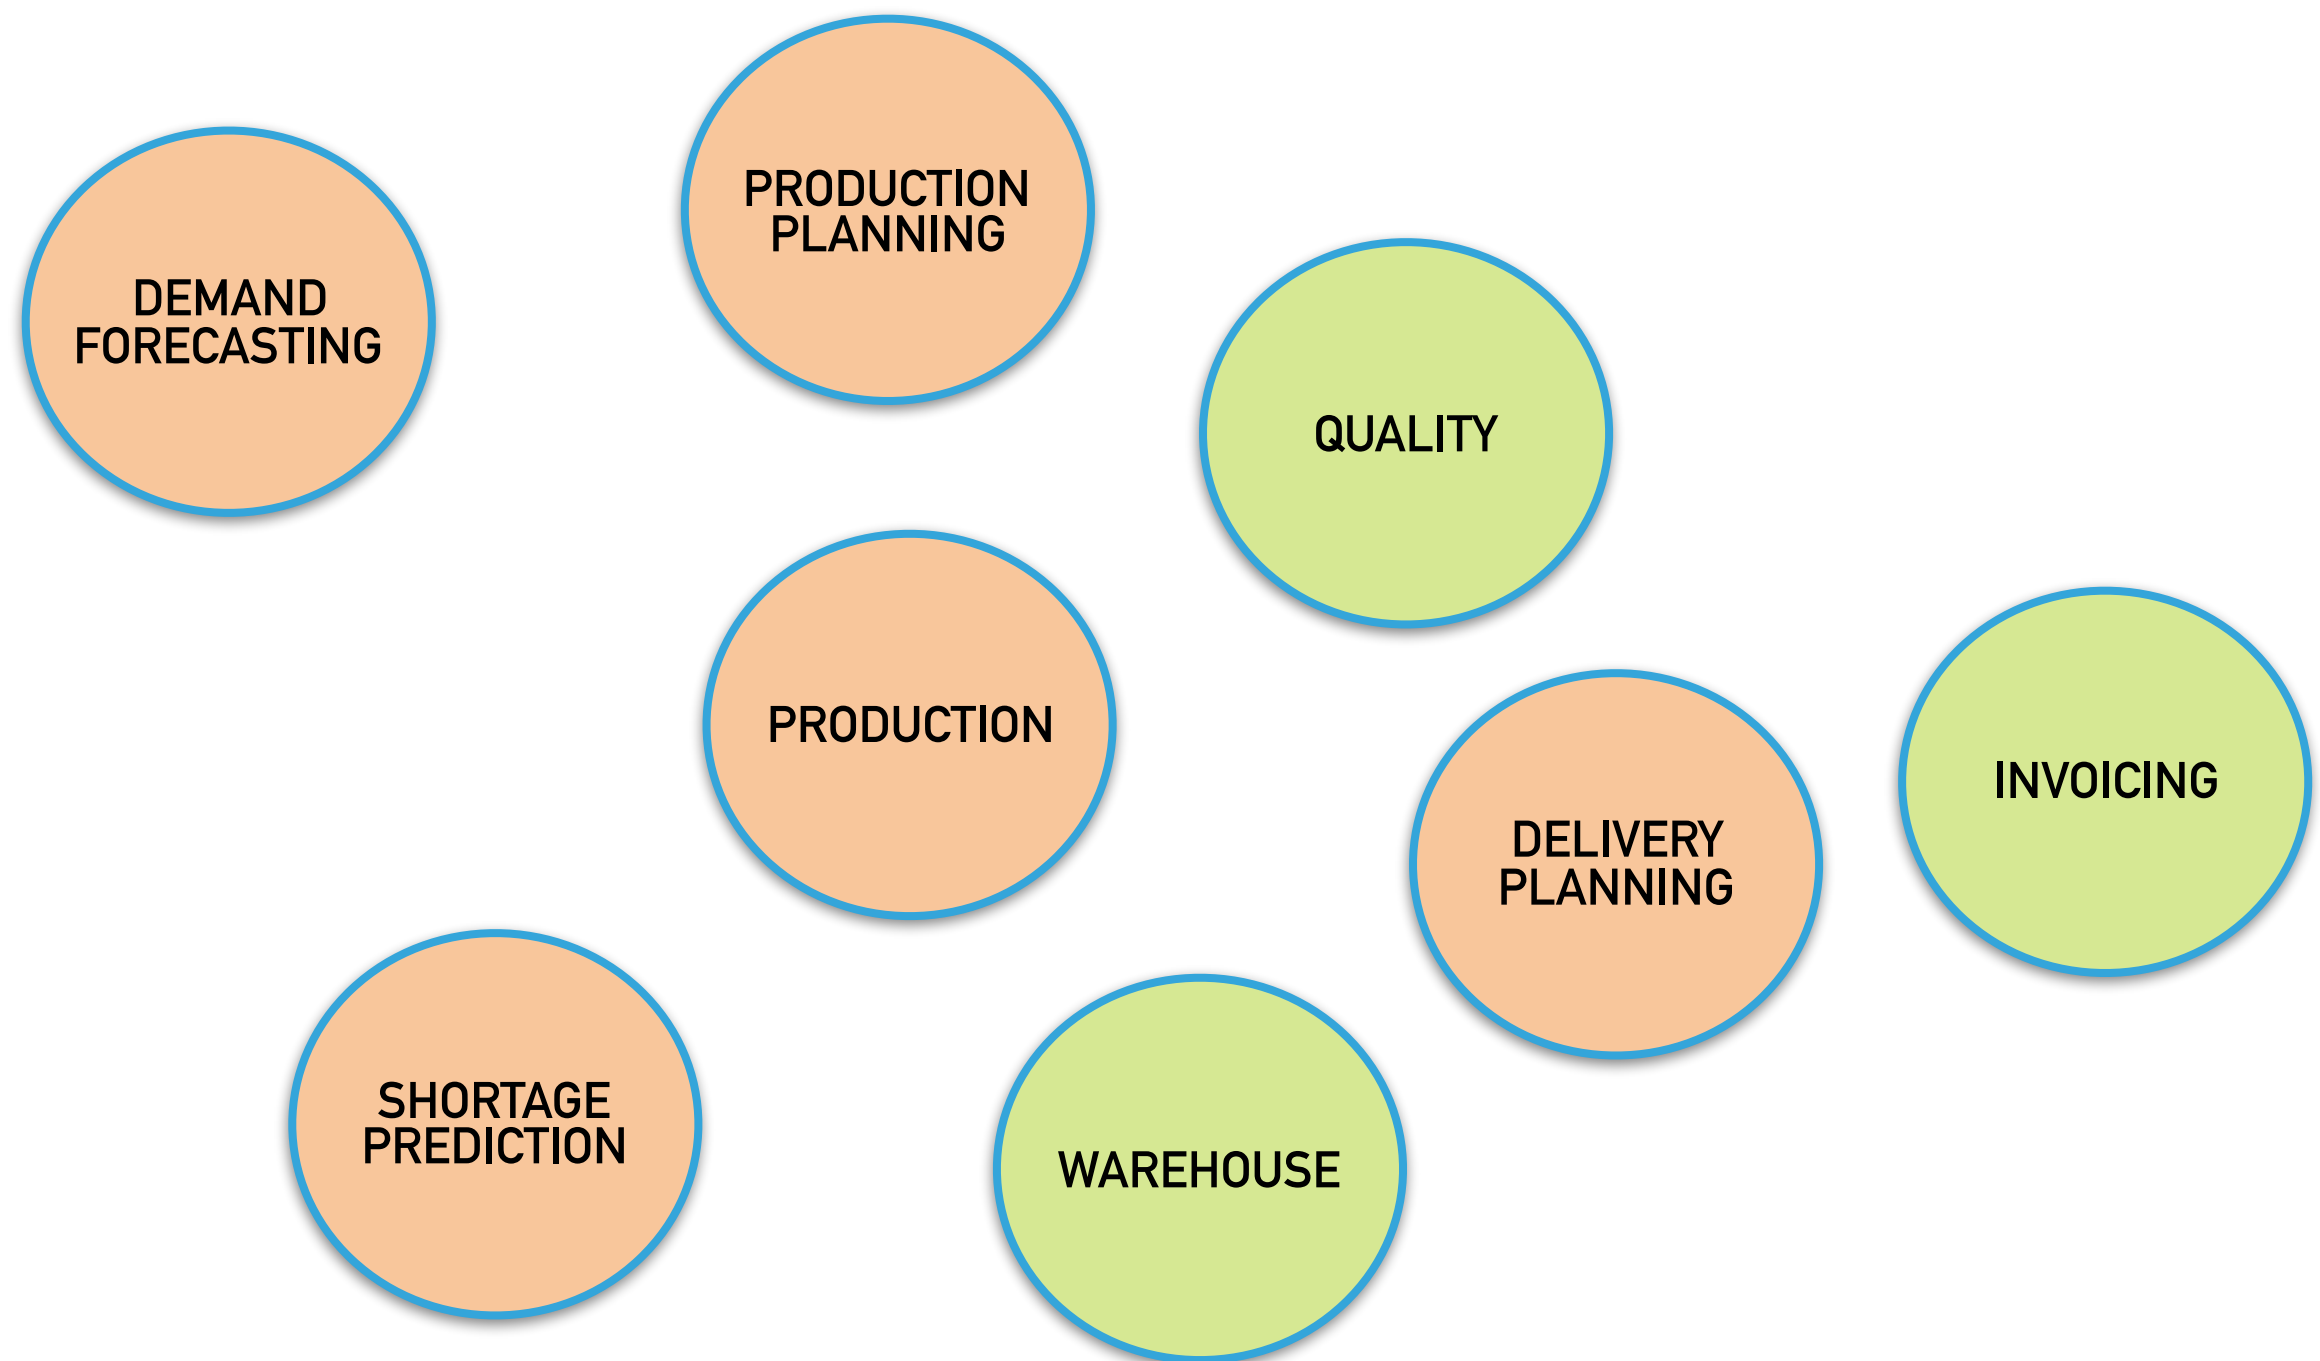 PRODUCTION
PLANNING
DEMAND
FORECASTING
QUALITY
PRODUCTION
INVOICING
DELIVERY
PLANNING
SHORTAGE
PREDICTION
WAREHOUSE